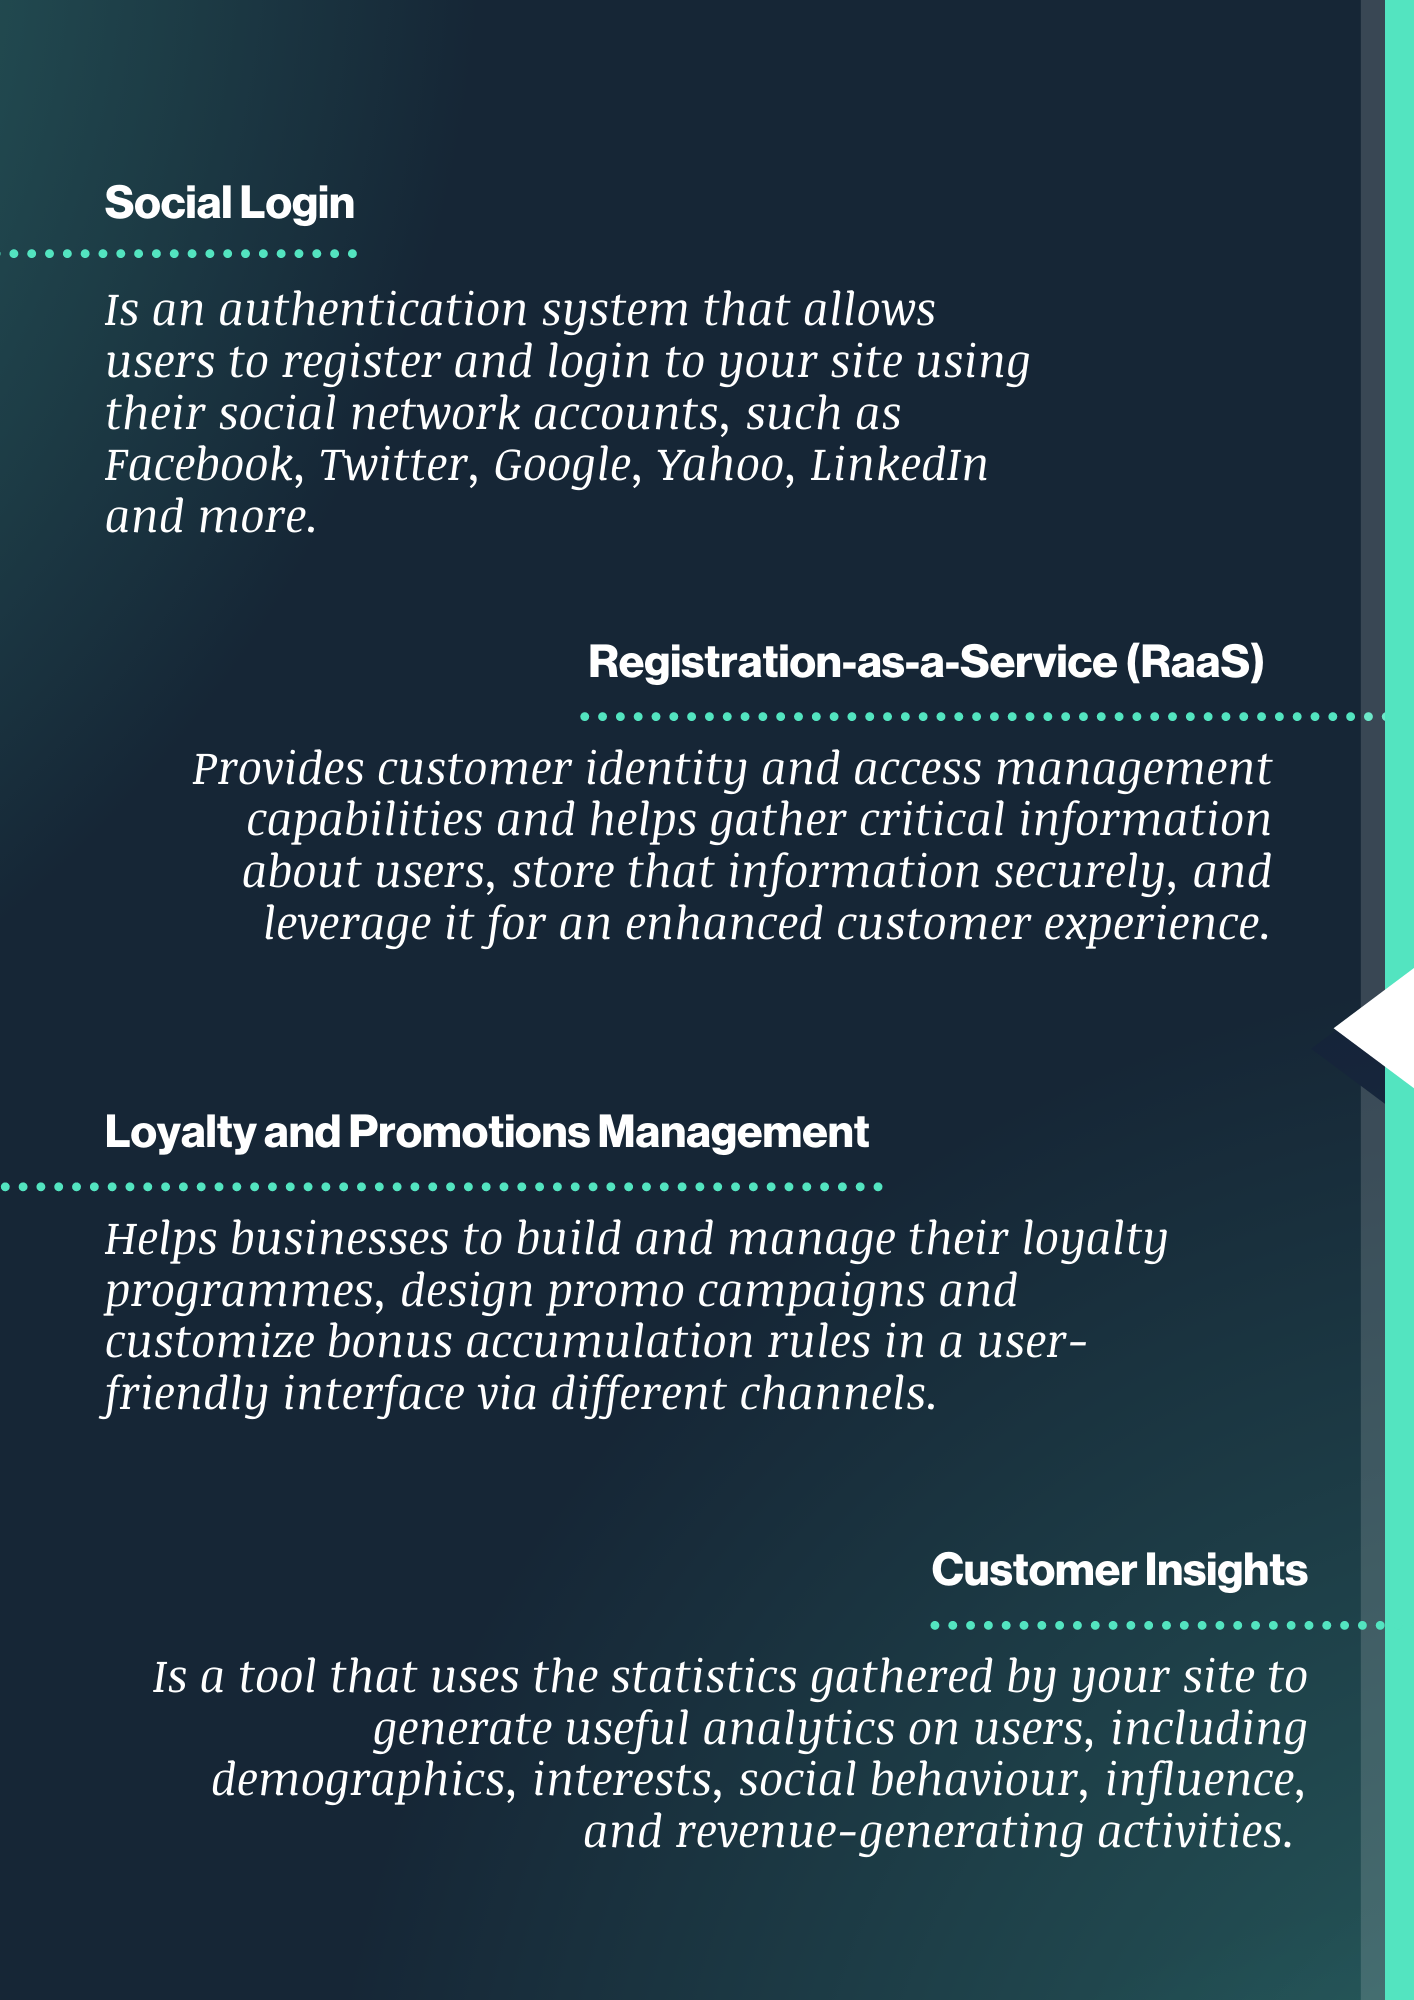 Social Login
Is an authentication system that allows
users to register and login to your site using
their social network accounts, such as
Facebook, Twitter, Google, Yahoo, LinkedIn
and more.
Registration-as-a-Service (RaaS)
Provides customer identity and access management
capabilities and helps gather critical information
about users, store that information securely, and
leverage it for an enhanced customer experience.
Loyalty and Promotions Management
Helps businesses to build and manage their loyalty
programmes, design promo campaigns and
customize bonus accumulation rules in a user-
friendly interface via different channels.
Customer Insights
Is a tool that uses the statistics gathered by your site to
generate useful analytics on users, including
demographics, interests, social behaviour, influence,
and revenue-generating activities.